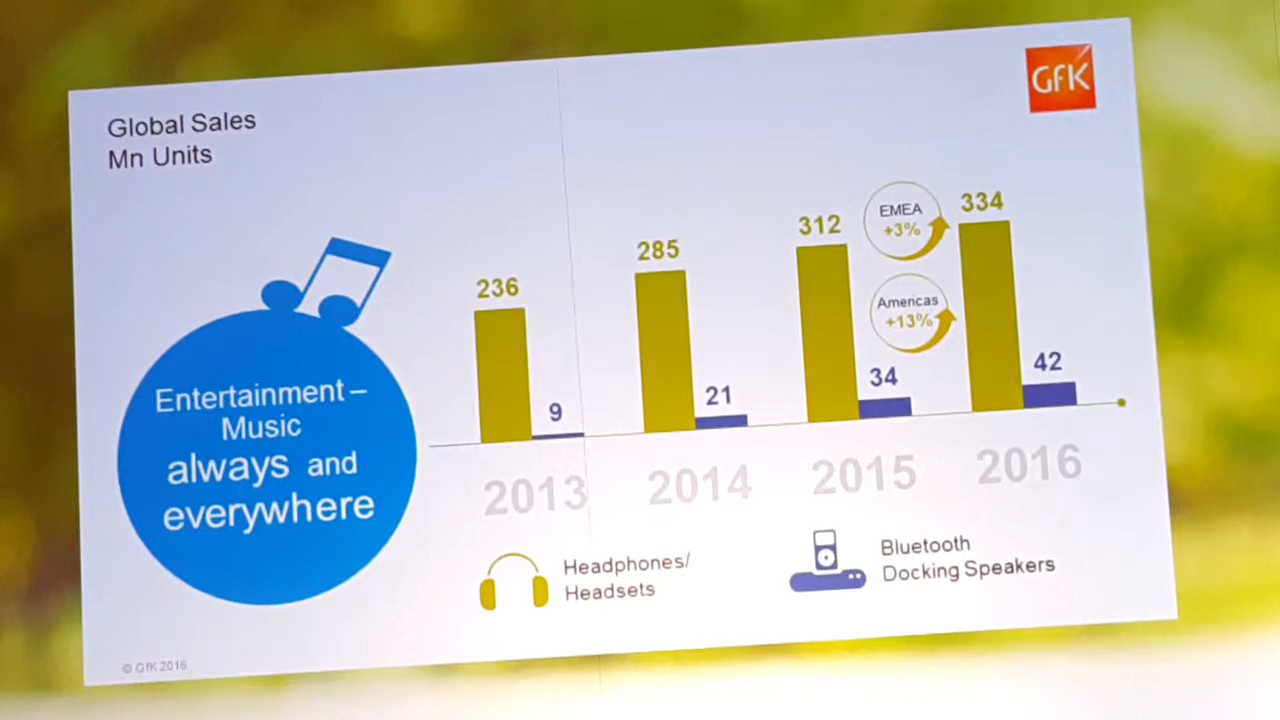 Global Sales
Mn Units
GfK
Entertainment –
Music
always and
everywhere
236
9
285
21
312
34
334
42
EMEA
+3%
Americas
+13%
2013
2014
2015
2016
Headphones/
Headsets
Bluetooth
Docking Speakers
© GfK 2016